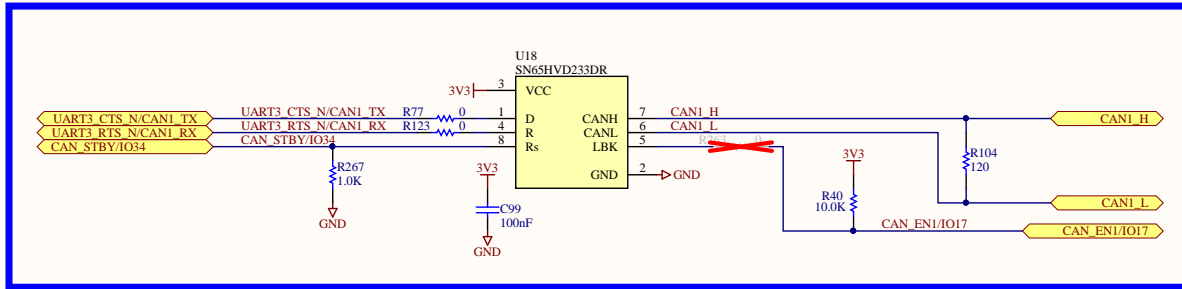 U18
SN65HVD233DR
3V3 3 VCC
UART3_CTS_N/CAN1_TX UART3_CTS_N/CAN1_TX R77 0 1 D CANH 7 CAN1_H CAN1_H
UART3_RTS_N/CAN1_RX UART3_RTS_N/CAN1_RX R123 0 4 R CANL 6 CAN1_L
CAN_STBY/IO34 CAN_STBY/IO34 8 Rs LBK 5 R263 0
R267
1.0K
GND
3V3
C99
100nF
GND
GND 2 GND
3V3
R40
10.0K
R104
120
CAN1_L
CAN_EN1/IO17 CAN_EN1/IO17